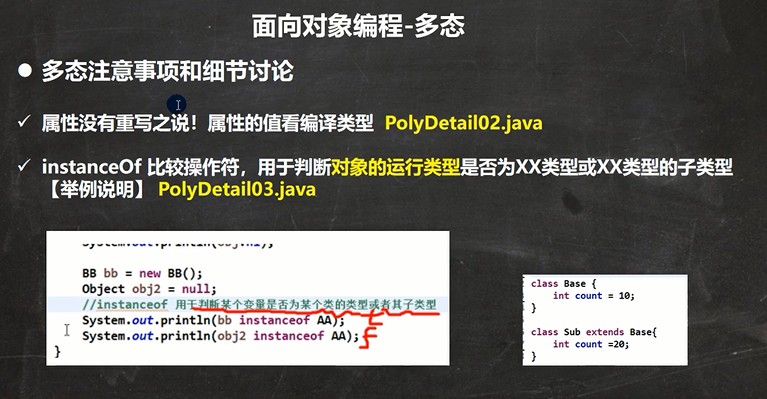 面向对象编程-多态
多态注意事项和细节讨论
✓ 属性没有重写之说！属性的值看编译类型 PolyDetail02.java
✓ instanceOf 比较操作符，用于判断对象的运行类型是否为XX类型或XX类型的子类型
【举例说明】 PolyDetail03.java
BB bb = new BB();
Object obj2 = null;
//instanceof 用于判断某个变量是否为某个类的类型或者其子类型
System.out.println(bb instanceof AA); T
System.out.println(obj2 instanceof AA); F
}
class Base {
int count = 10;
}
class Sub extends Base{
int count =20;
}